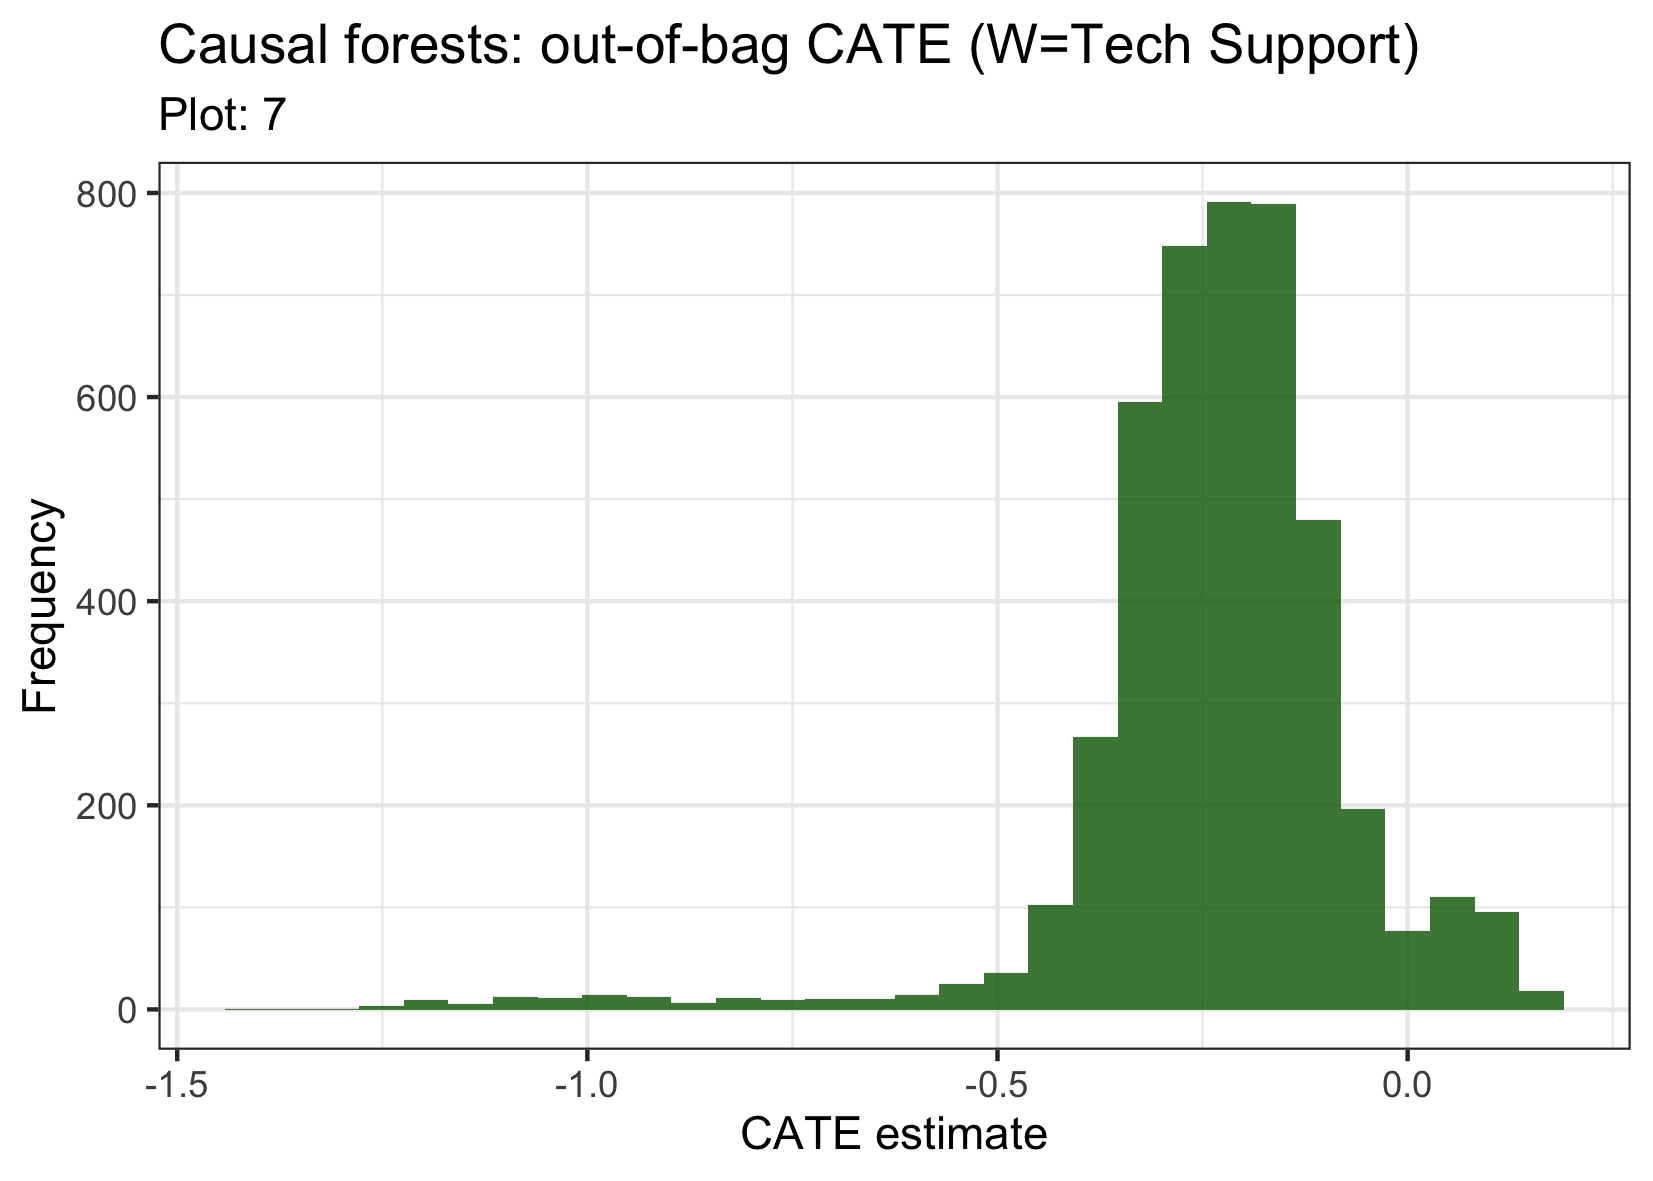 Causal forests: out-of-bag CATE (W=Tech Support)
Plot: 7
800
600
400
200
0
Frequency
-1.5
-1.0
-0.5
0.0
CATE estimate